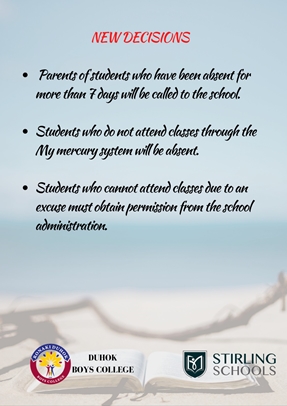 NEW DECISIONS
• Parents of students who have been absent for
more than 7 days will be called to the school.
• Students who do not attend classes through the
My mercury system will be absent.
• Students who cannot attend classes due to an
excuse must obtain permission from the school
administration.
DUHOK
BOYS COLLEGE
STIRLING
SCHOOLS